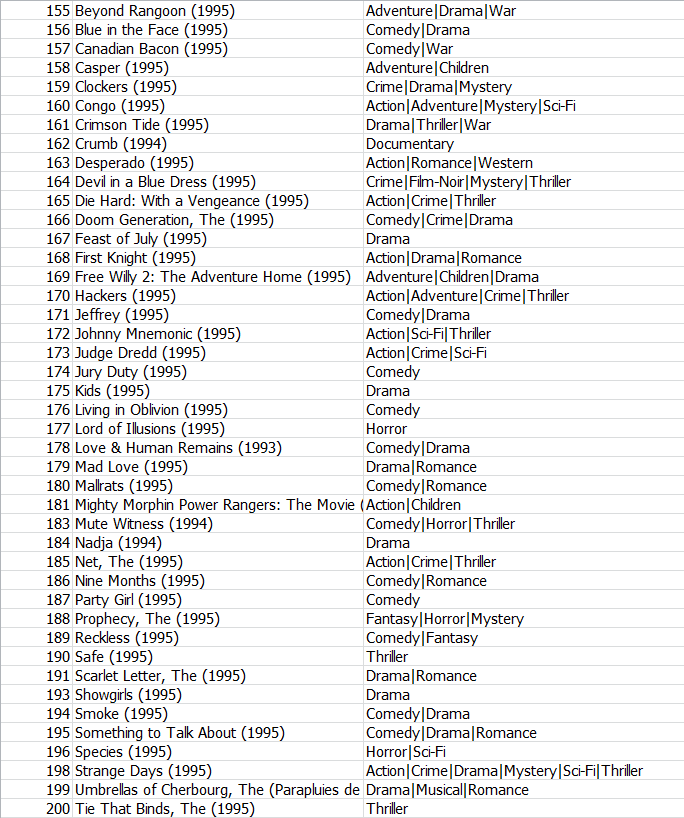 155 Beyond Rangoon (1995) Adventure|Drama|War
156 Blue in the Face (1995) Comedy|Drama
157 Canadian Bacon (1995) Comedy|War
158 Casper (1995) Adventure|Children
159 Clockers (1995) Crime|Drama|Mystery
160 Congo (1995) Action|Adventure|Mystery|Sci-Fi
161 Crimson Tide (1995) Drama|Thriller|War
162 Crumb (1994) Documentary
163 Desperado (1995) Action|Romance|Western
164 Devil in a Blue Dress (1995) Crime|Film-Noir|Mystery|Thriller
165 Die Hard: With a Vengeance (1995) Action|Crime|Thriller
166 Doom Generation, The (1995) Comedy|Crime|Drama
167 Feast of July (1995) Drama
168 First Knight (1995) Action|Drama|Romance
169 Free Willy 2: The Adventure Home (1995) Adventure|Children|Drama
170 Hackers (1995) Action|Adventure|Crime|Thriller
171 Jeffrey (1995) Comedy|Drama
172 Johnny Mnemonic (1995) Action|Sci-Fi|Thriller
173 Judge Dredd (1995) Action|Crime|Sci-Fi
174 Jury Duty (1995) Comedy
175 Kids (1995) Drama
176 Living in Oblivion (1995) Comedy
177 Lord of Illusions (1995) Horror
178 Love & Human Remains (1993) Comedy|Drama
179 Mad Love (1995) Drama|Romance
180 Mallrats (1995) Comedy|Romance
181 Mighty Morphin Power Rangers: The Movie ( Action|Children
183 Mute Witness (1994) Comedy|Horror|Thriller
184 Nadja (1994) Drama
185 Net, The (1995) Action|Crime|Thriller
186 Nine Months (1995) Comedy|Romance
187 Party Girl (1995) Comedy
188 Prophecy, The (1995) Fantasy|Horror|Mystery
189 Reckless (1995) Comedy|Fantasy
190 Safe (1995) Thriller
191 Scarlet Letter, The (1995) Drama|Romance
193 Showgirls (1995) Drama
194 Smoke (1995) Comedy|Drama
195 Something to Talk About (1995) Comedy|Drama|Romance
196 Species (1995) Horror|Sci-Fi
198 Strange Days (1995) Action|Crime|Drama|Mystery|Sci-Fi|Thriller
199 Umbrellas of Cherbourg, The (Parapluies de Drama|Musical|Romance
200 Tie That Binds, The (1995) Thriller